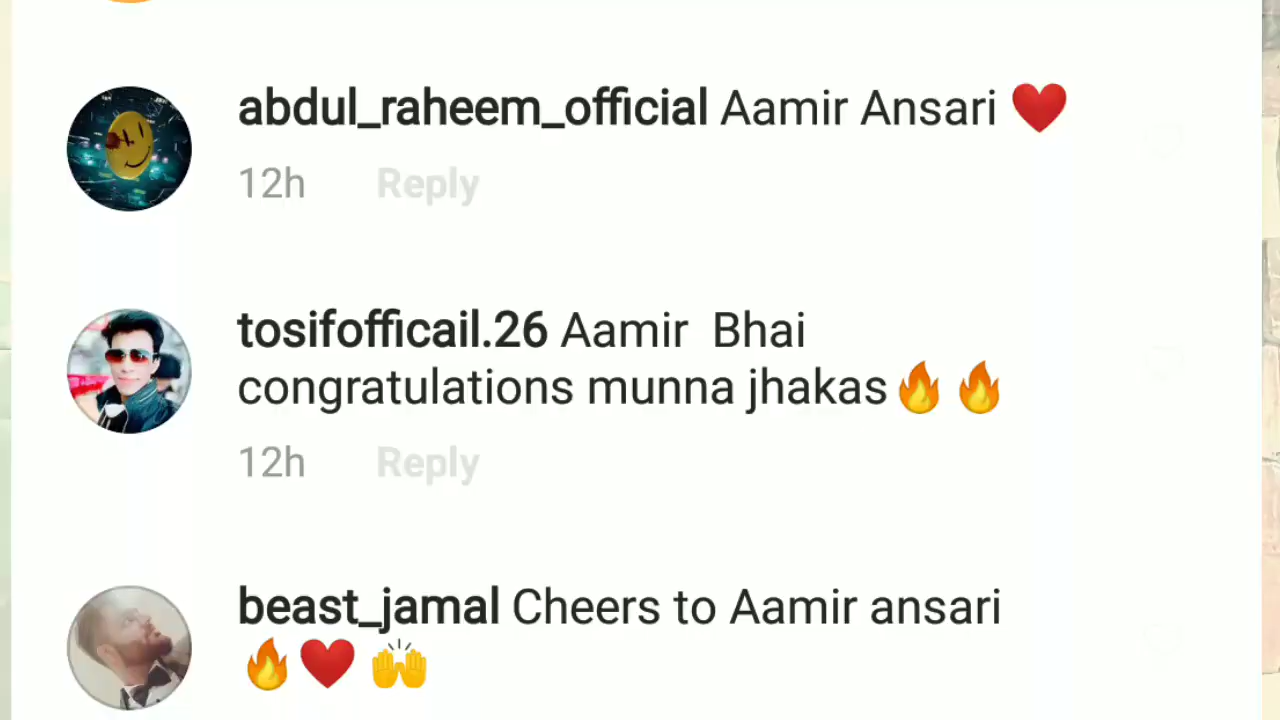 abdul_raheem_official Aamir Ansari ❤️
12h Reply
tosifofficail.26 Aamir Bhai
congratulations munna jhakas🔥🔥
12h Reply
beast_jamal Cheers to Aamir ansari
🔥❤️🙌